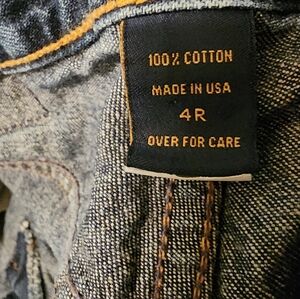 100% COTTON
MADE IN USA
4R
OVER FOR CARE